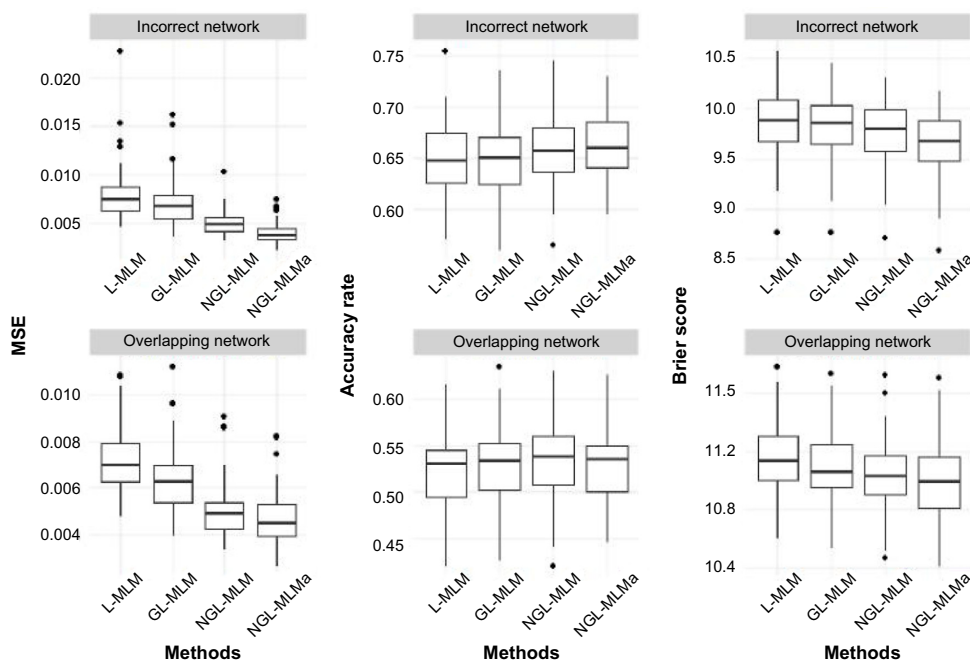 Incorrect network
Incorrect network
Incorrect network
0.020
0.015
0.010
0.005
0.75
0.70
0.65
0.60
10.5
10.0
9.5
9.0
8.5
L-MLM
GL-MLM
NGL-MLM
NGL-MLMa
L-MLM
GL-MLM
NGL-MLM
NGL-MLMa
L-MLM
GL-MLM
NGL-MLM
NGL-MLMa
MSE
Accuracy rate
Brier score
Overlapping network
Overlapping network
Overlapping network
0.010
0.008
0.006
0.004
0.60
0.55
0.50
0.45
11.5
11.2
10.8
10.4
L-MLM
GL-MLM
NGL-MLM
NGL-MLMa
L-MLM
GL-MLM
NGL-MLM
NGL-MLMa
L-MLM
GL-MLM
NGL-MLM
NGL-MLMa
Methods
Methods
Methods